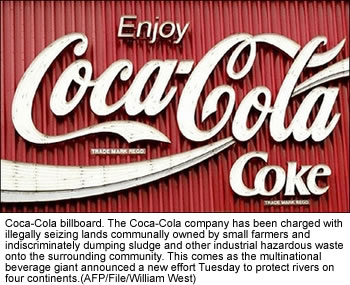 Enjoy
Coca-Cola
TRADE MARK REGD.
Coke
TRADE MARK REGD.
Coca-Cola billboard. The Coca-Cola company has been charged with
illegally seizing lands communally owned by small farmers and
indiscriminately dumping sludge and other industrial hazardous waste
onto the surrounding community. This comes as the multinational
beverage giant announced a new effort Tuesday to protect rivers on
four continents.(AFP/File/William West)